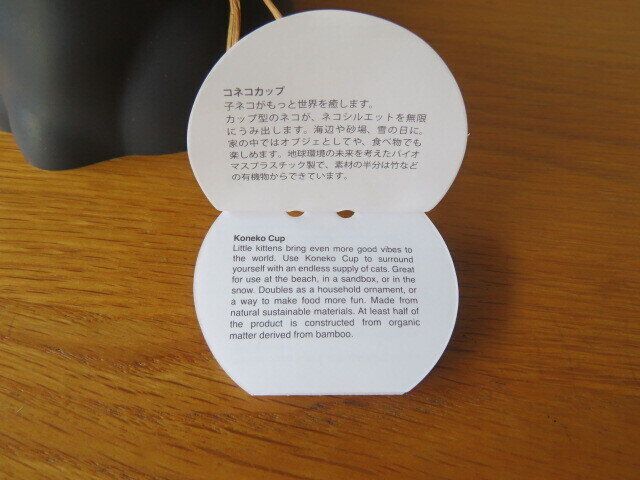 コネコカップ
子ネコがもっと世界を癒します。
カップ型のネコが、ネコシルエットを無限
にうみ出します。海辺や砂場、雪の日に。
家の中ではオブジェとしてや、食べ物でも
楽しめます。地球環境の未来を考えたバイオ
マスプラスチック製で、素材の半分は竹など
の有機物からできています。
Koneko Cup
Little kittens bring even more good vibes to
the world. Use Koneko Cup to surround
yourself with an endless supply of cats. Great
for use at the beach, in a sandbox, or in the
snow. Doubles as a household ornament, or
a way to make food more fun. Made from
natural sustainable materials. At least half of
the product is constructed from organic
matter derived from bamboo.